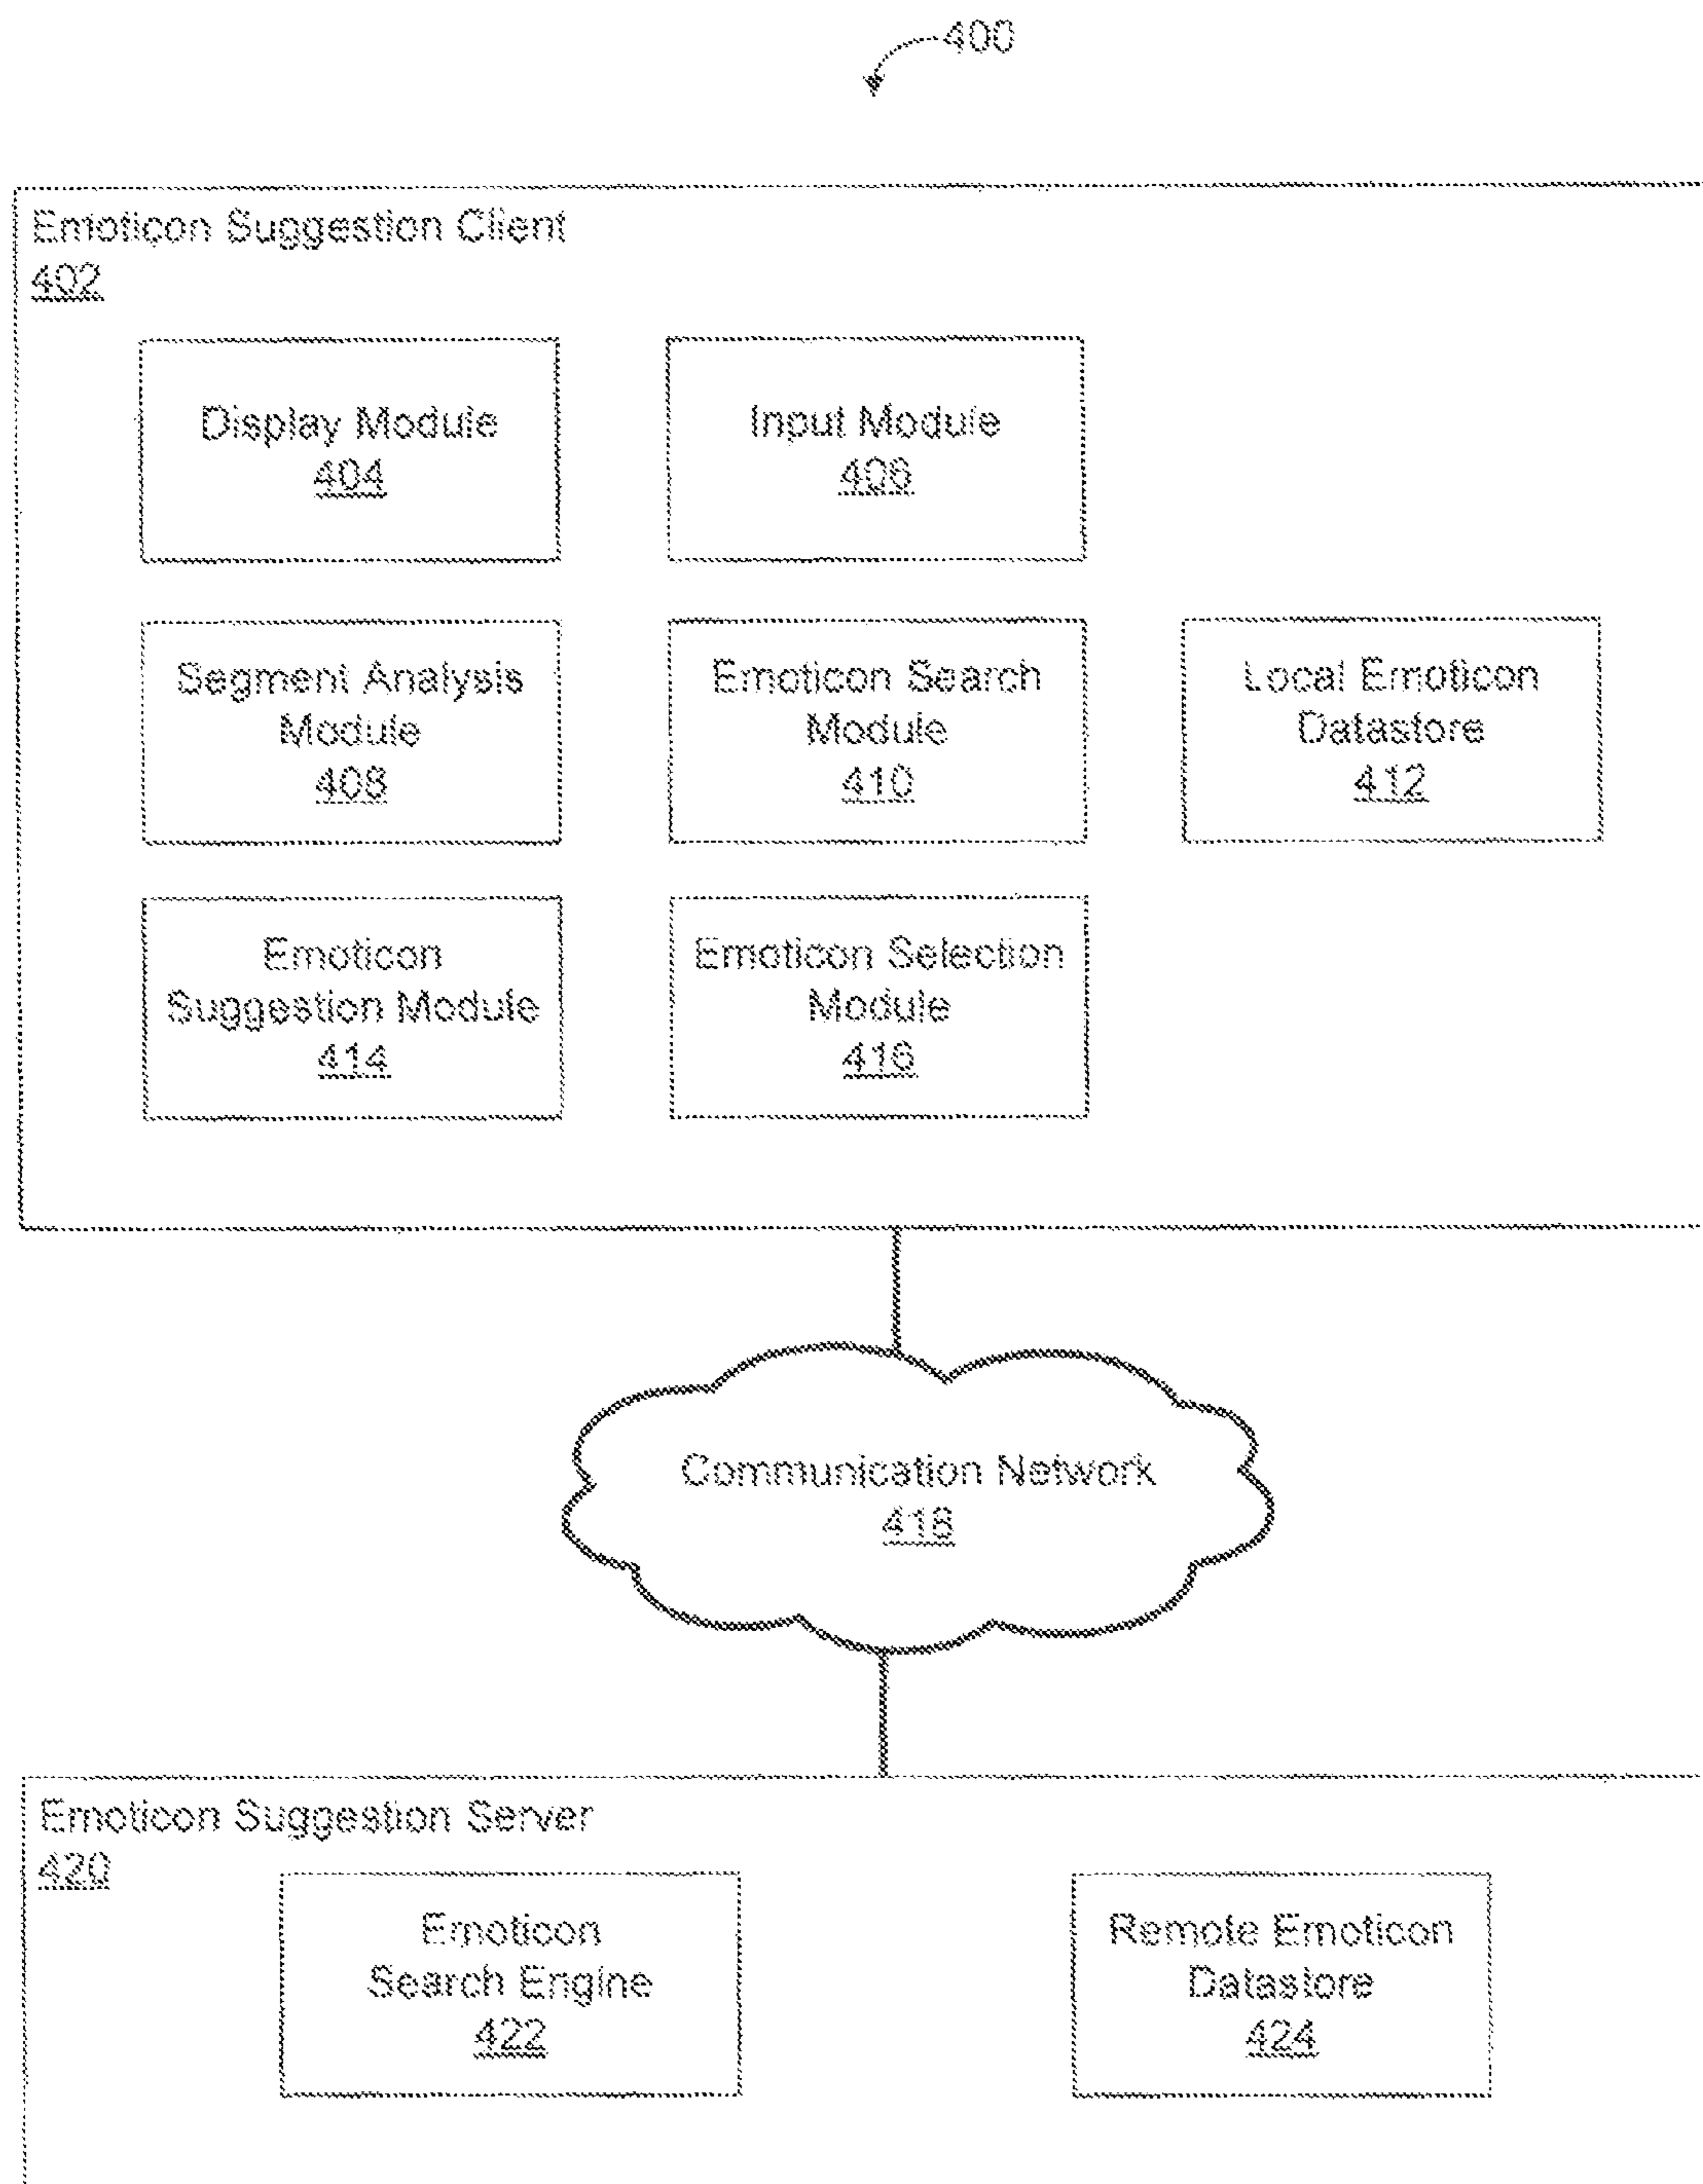 400
Emoticon Suggestion Client
402
Display Module
404
Input Module
406
Segment Analysis
Module
408
Emoticon Search
Module
410
Local Emoticon
Datastore
412
Emoticon
Suggestion Module
414
Emoticon Selection
Module
416
Communication Network
418
Emoticon Suggestion Server
420
Emoticon
Search Engine
422
Remote Emoticon
Datastore
424